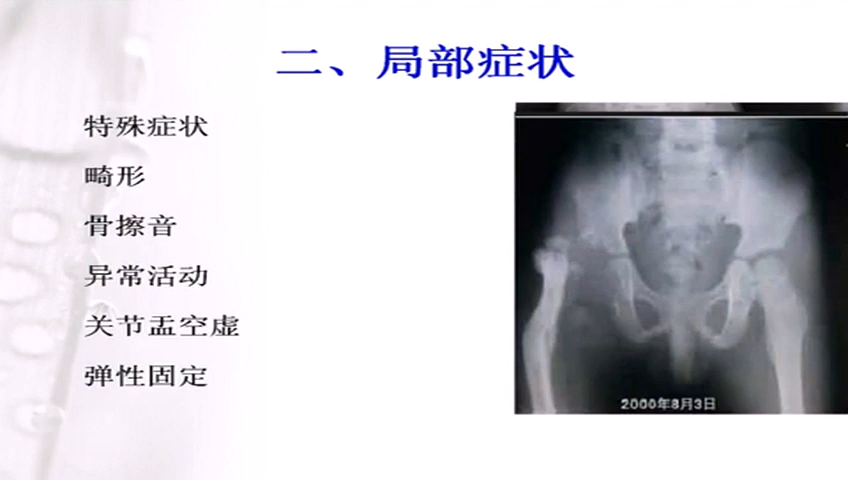 二、局部症状
特殊症状
畸形
骨擦音
异常活动
关节盂空虚
弹性固定
2000年8月3日